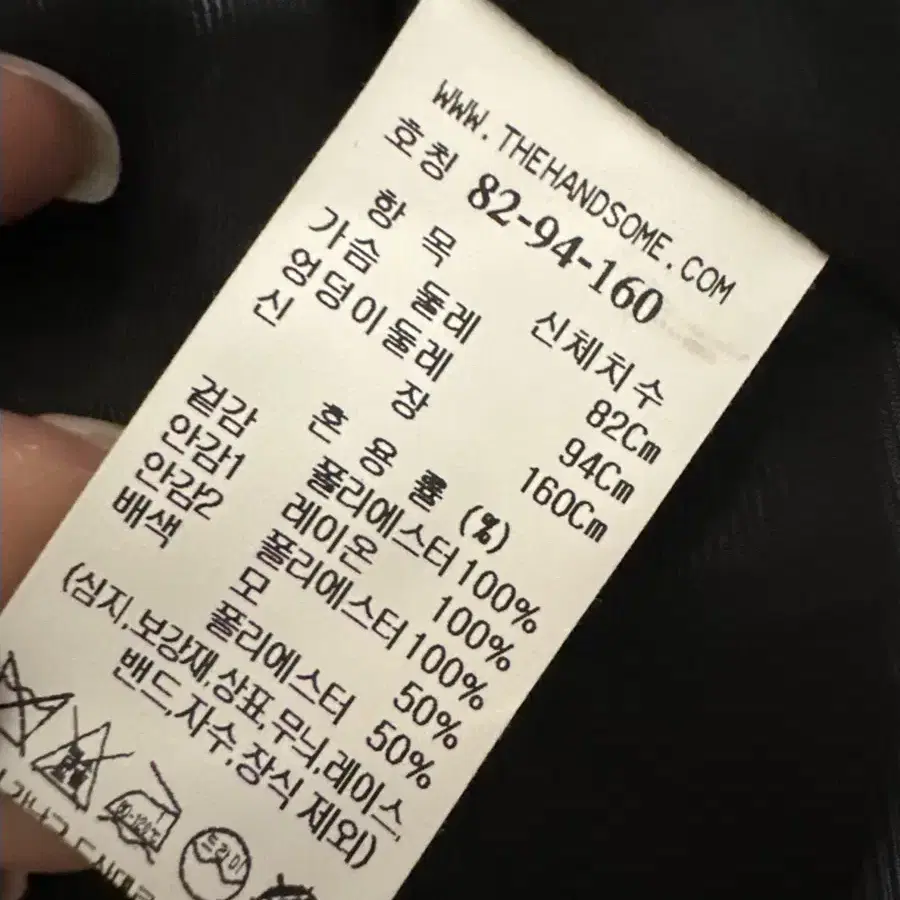 WWW.THEHANDSOME.COM
호칭 82-94-160
항 목 신체치수
가슴 둘레 82Cm
엉덩이둘레 94Cm
신 장 160Cm
혼 용 률 (%)
겉감 폴리에스터 100%
안감1 레이온 100%
안감2 폴리에스터 100%
배색 모 50%
폴리에스터 50%
(심지,보강재,상표,무늬,레이스,
밴드,자수,장식 제외)
드라이